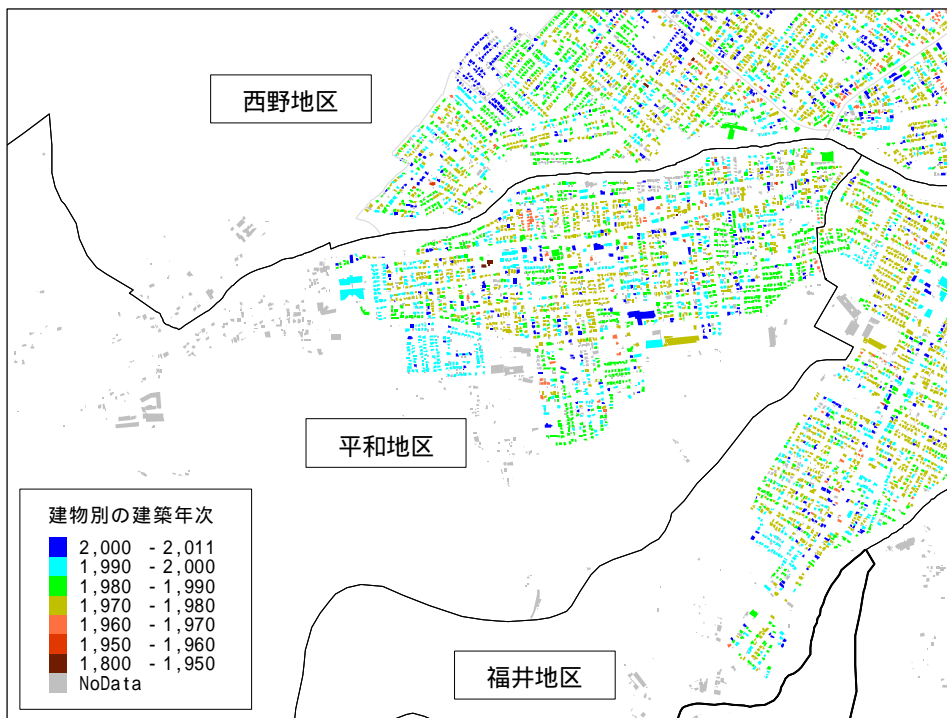 西野地区
平和地区
建物別の建築年次
2,000 - 2,011
1,990 - 2,000
1,980 - 1,990
1,970 - 1,980
1,960 - 1,970
1,950 - 1,960
1,800 - 1,950
NoData
福井地区